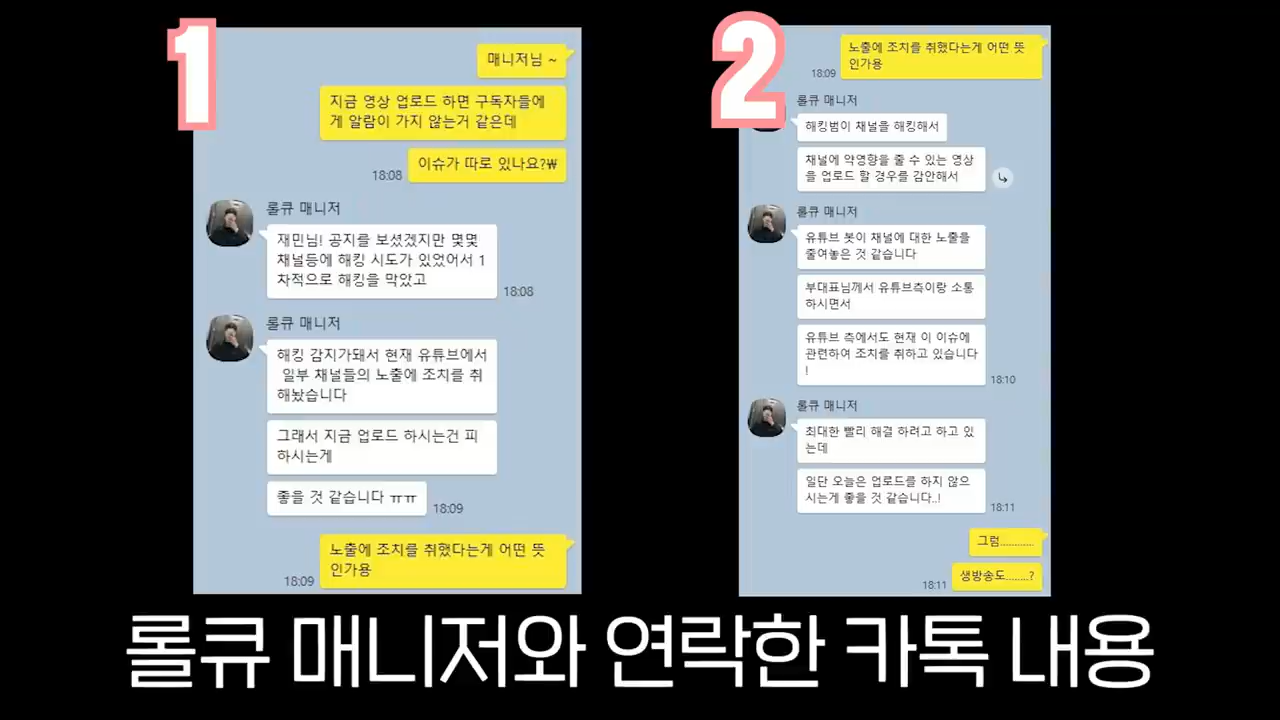 1
매니저님 ~
지금 영상 업로드 하면 구독자들에
게 알람이 가지 않는거 같은데
이슈가 따로 있나요?₩
18:08
롤큐 매니저
재민님! 공지를 보셨겠지만 몇몇
채널등에 해킹 시도가 있었어서 1
차적으로 해킹을 막았고
18:08
롤큐 매니저
해킹 감지가돼서 현재 유튜브에서
일부 채널들의 노출에 조치를 취
해놨습니다
그래서 지금 업로드 하시는건 피
하시는게
좋을 것 같습니다 ㅠㅠ
18:09
노출에 조치를 취했다는게 어떤 뜻
인가용
18:09
2
노출에 조치를 취했다는게 어떤 뜻
인가용
18:09
롤큐 매니저
해킹범이 채널을 해킹해서
채널에 악영향을 줄 수 있는 영상
을 업로드 할 경우를 감안해서
롤큐 매니저
유튜브 봇이 채널에 대한 노출을
줄여놓은 것 같습니다
부대표님께서 유튜브측이랑 소통
하시면서
유튜브 측에서도 현재 이 이슈에
관련하여 조치를 취하고 있습니다
!
18:10
롤큐 매니저
최대한 빨리 해결 하려고 하고 있
는데
일단 오늘은 업로드를 하지 않으
시는게 좋을 것 같습니다..!
18:11
그럼............
생방송도........?
18:11
롤큐 매니저와 연락한 카톡 내용